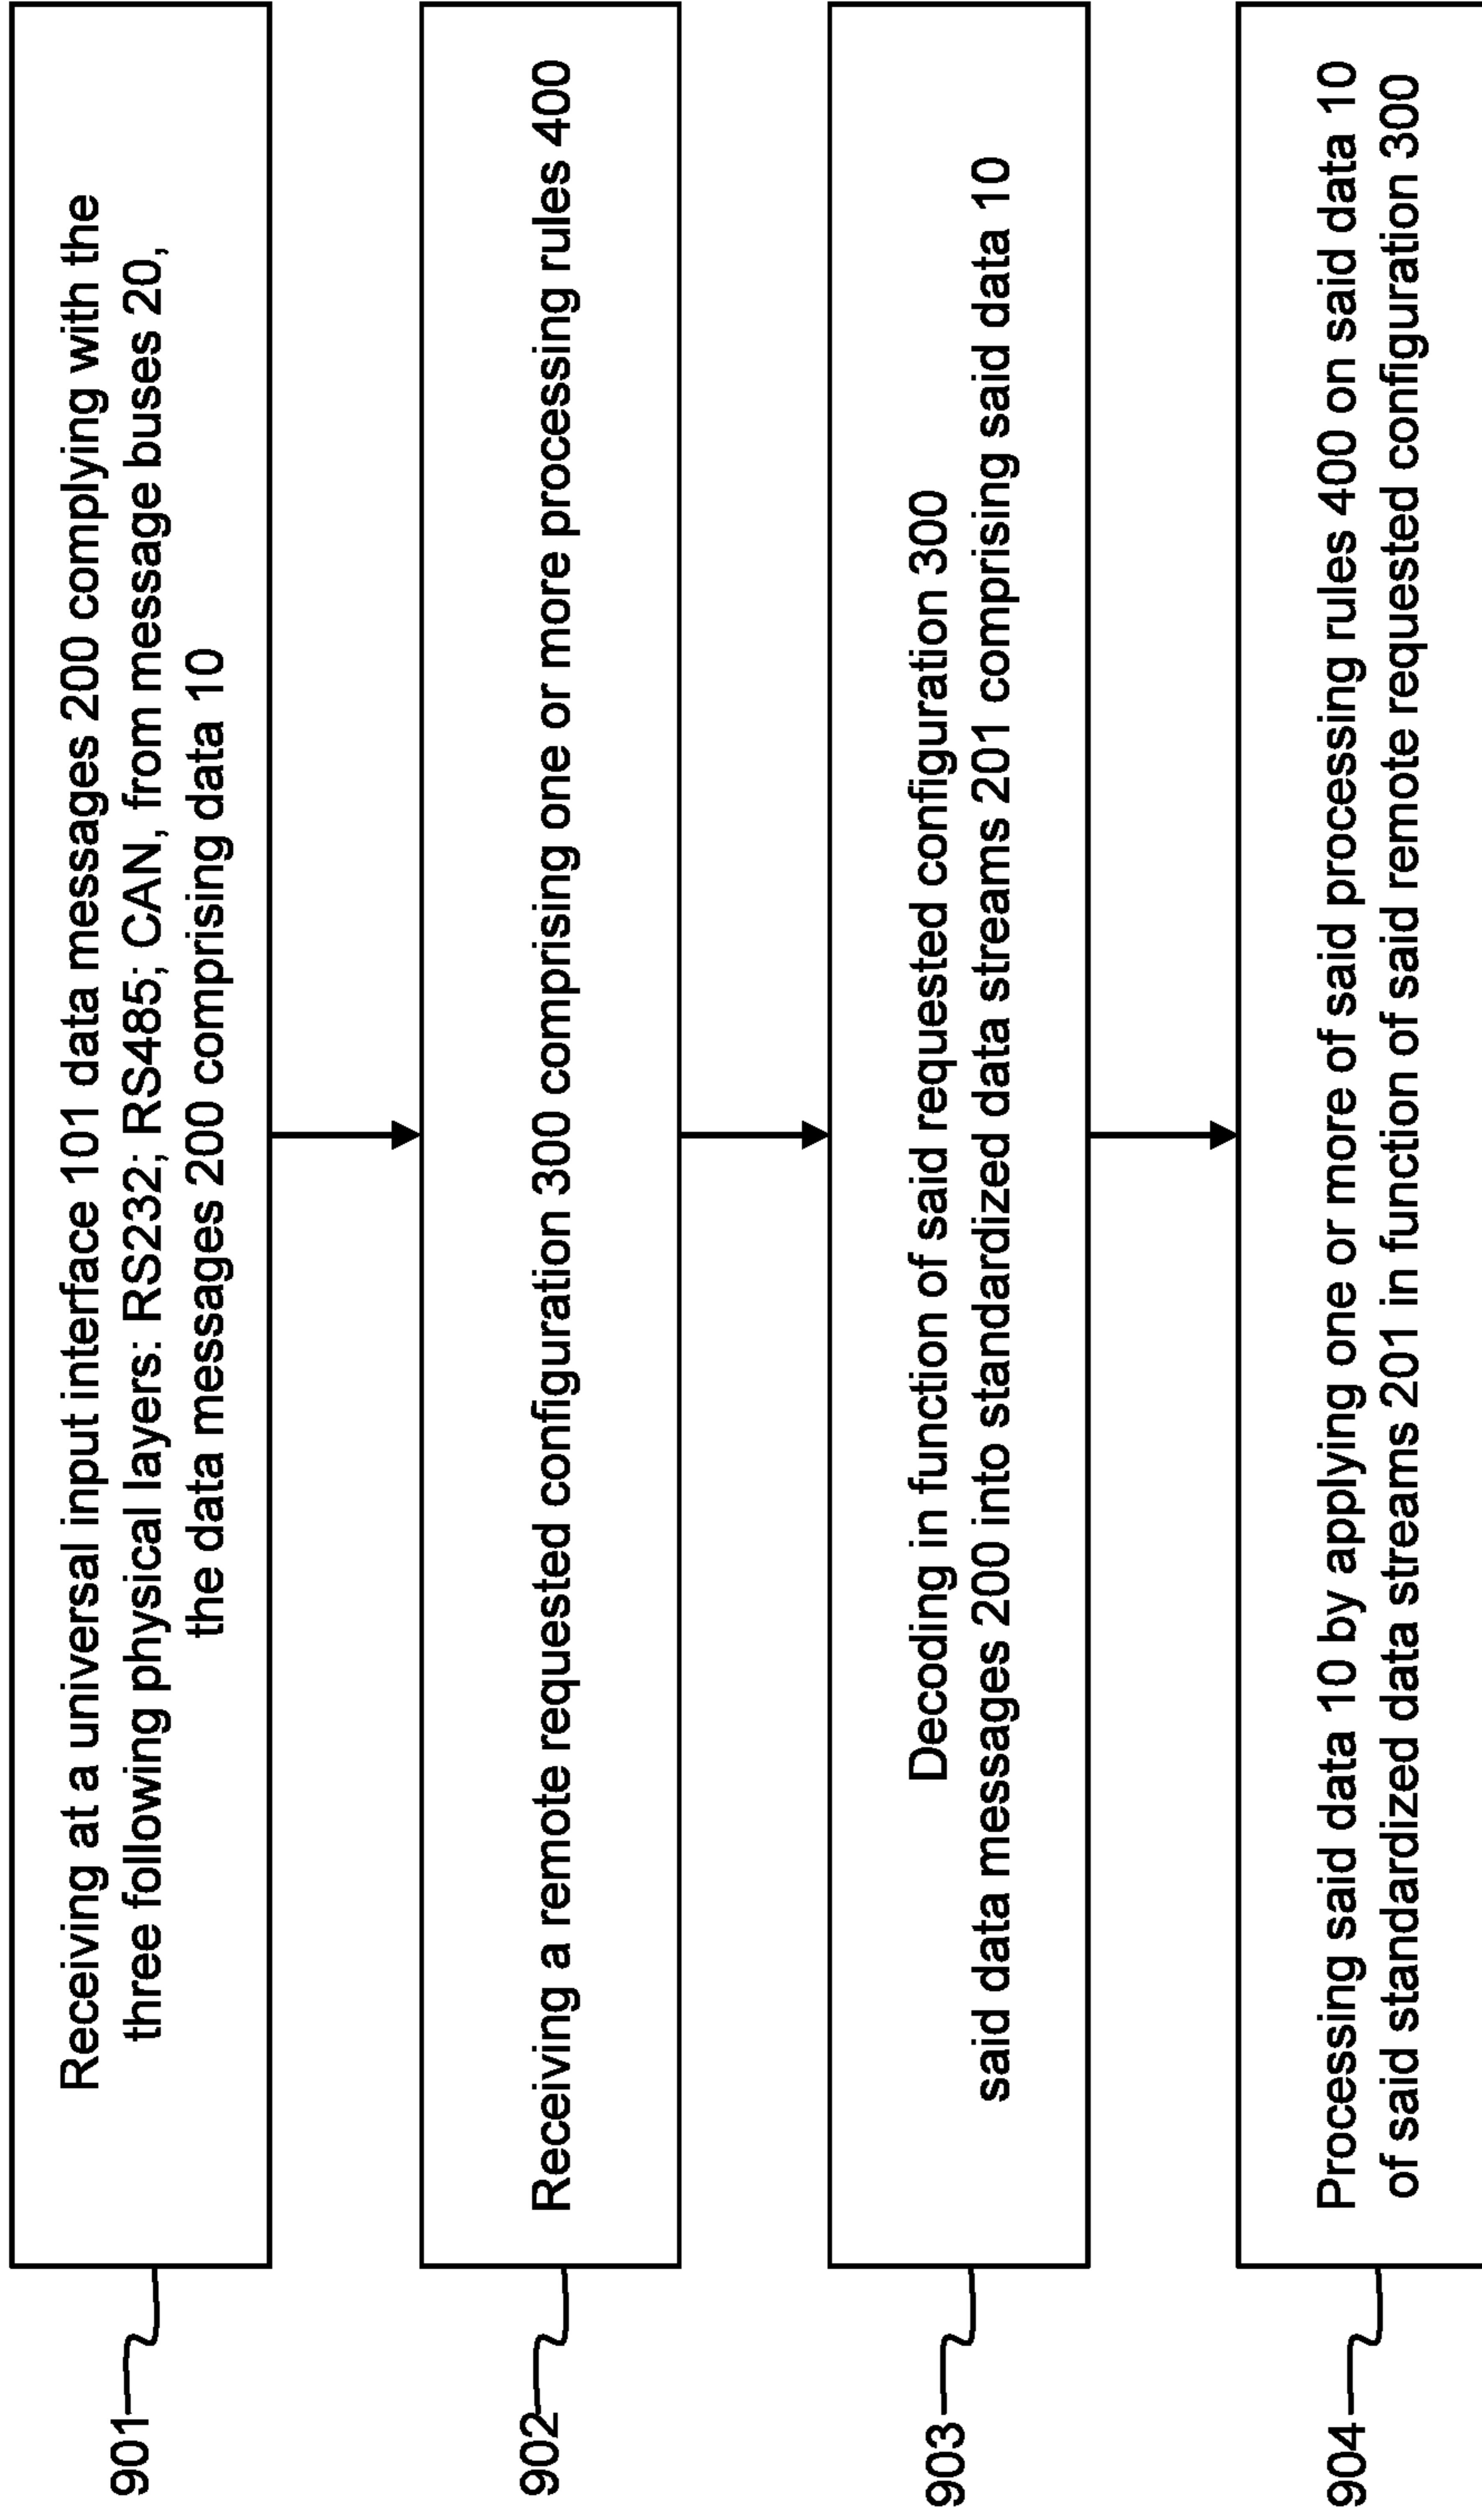 901
Receiving at a universal input interface 101 data messages 200 complying with the
three following physical layers: RS232; RS485; CAN, from message buses 20,
the data messages 200 comprising data 10
902
Receiving a remote requested configuration 300 comprising one or more processing rules 400
903
Decoding in function of said requested configuration 300
said data messages 200 into standardized data streams 201 comprising said data 10
904
Processing said data 10 by applying one or more of said processing rules 400 on said data 10
of said standardized data streams 201 in function of said remote requested configuration 300